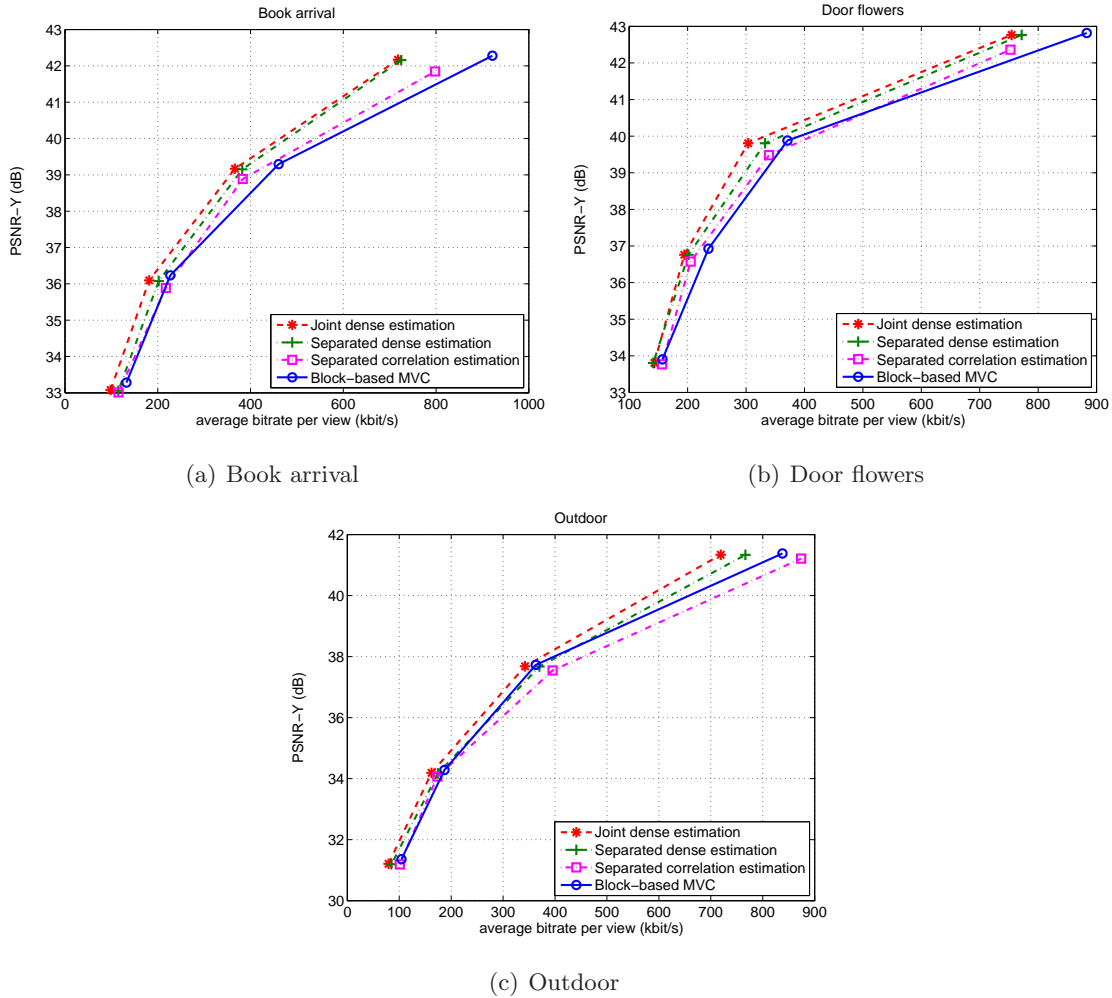 Book arrival
43
42
41
40
39
38
37
36
35
34
33
PSNR−Y (dB)
0 200 400 600 800 1000
average bitrate per view (kbit/s)
Joint dense estimation
Separated dense estimation
Separated correlation estimation
Block−based MVC
(a) Book arrival
Door flowers
43
42
41
40
39
38
37
36
35
34
33
PSNR−Y (dB)
100 200 300 400 500 600 700 800 900
average bitrate per view (kbit/s)
Joint dense estimation
Separated dense estimation
Separated correlation estimation
Block−based MVC
(b) Door flowers
Outdoor
42
40
38
36
34
32
30
PSNR−Y (dB)
0 100 200 300 400 500 600 700 800 900
average bitrate per view (kbit/s)
Joint dense estimation
Separated dense estimation
Separated correlation estimation
Block−based MVC
(c) Outdoor